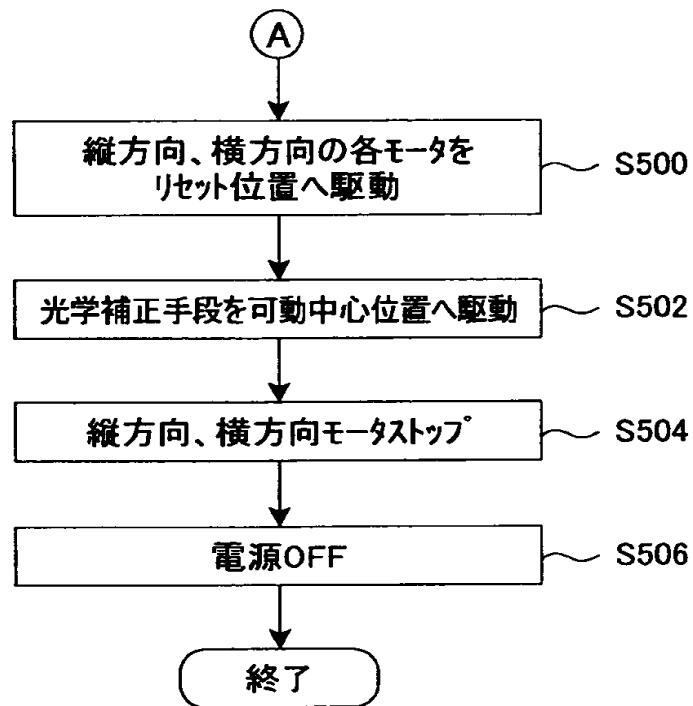 A
縦方向、横方向の各モータを
リセット位置へ駆動
S500
光学補正手段を可動中心位置へ駆動
S502
縦方向、横方向モータストップ
S504
電源OFF
S506
終了